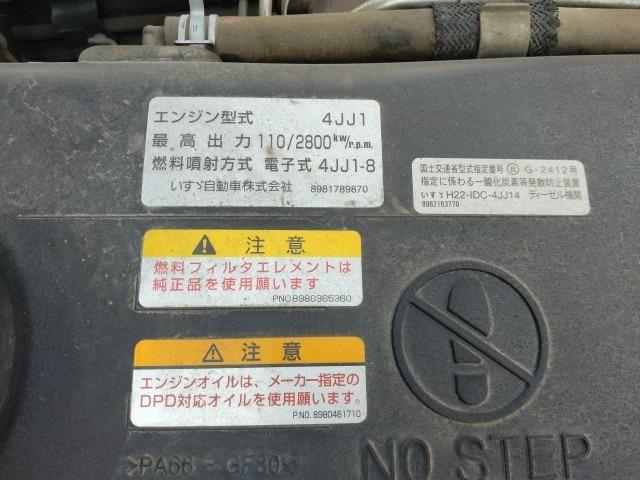 エンジン型式 4JJ1
最高出力 110/2800kw/r.p.m.
燃料噴射方式 電子式 4JJ1-8
いすゞ自動車株式会社 8981789870
国土交通省型式指定番号 Ⓑ G-2412号
指定に係わる一酸化炭素等発散防止装置
いすゞ H22-IDC-4JJ14 ディーゼル機関
8982163770
⚠ 注意
燃料フィルタエレメントは
純正品を使用願います
PNO8980365360
⚠ 注意
エンジンオイルは、メーカー指定の
DPD対応オイルを使用願います。
P.NO. 8980461710
NO STEP
>PA66 - GF30<